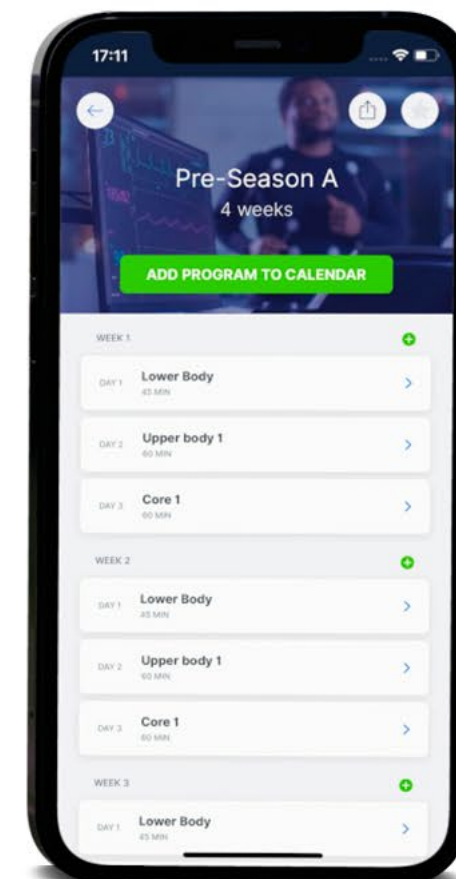 17:11
Pre-Season A
4 weeks
ADD PROGRAM TO CALENDAR
WEEK 1
DAY 1
Lower Body
45 MIN
DAY 2
Upper body 1
60 MIN
DAY 3
Core 1
60 MIN
WEEK 2
DAY 1
Lower Body
45 MIN
DAY 2
Upper body 1
60 MIN
DAY 3
Core 1
60 MIN
WEEK 3
DAY 1
Lower Body
45 MIN